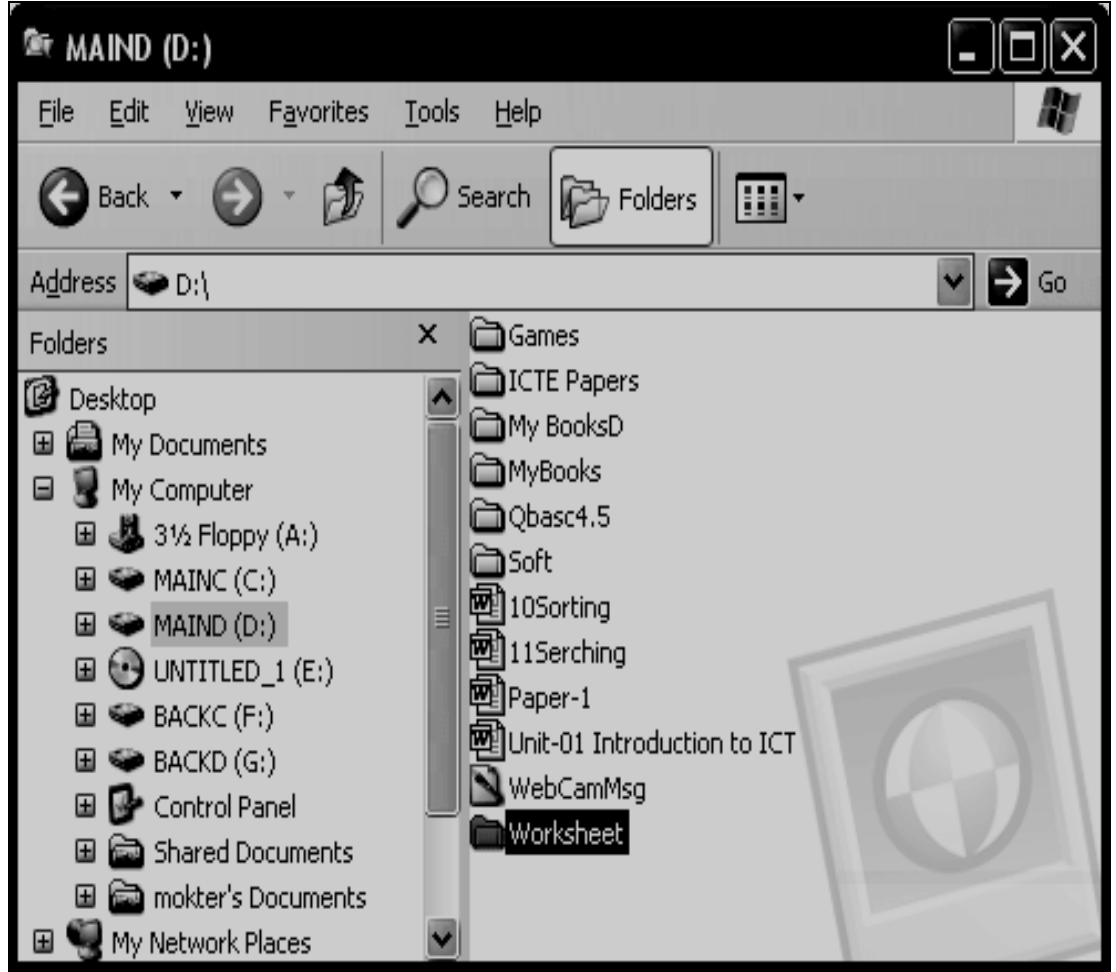 MAIND (D:)
File Edit View Favorites Tools Help
Back Search Folders
Address D:\ Go
Folders
Desktop
My Documents
My Computer
3½ Floppy (A:)
MAINC (C:)
MAIND (D:)
UNTITLED_1 (E:)
BACKC (F:)
BACKD (G:)
Control Panel
Shared Documents
mokter's Documents
My Network Places
Games
ICTE Papers
My BooksD
MyBooks
Qbasc4.5
Soft
10Sorting
11Serching
Paper-1
Unit-01 Introduction to ICT
WebCamMsg
Worksheet